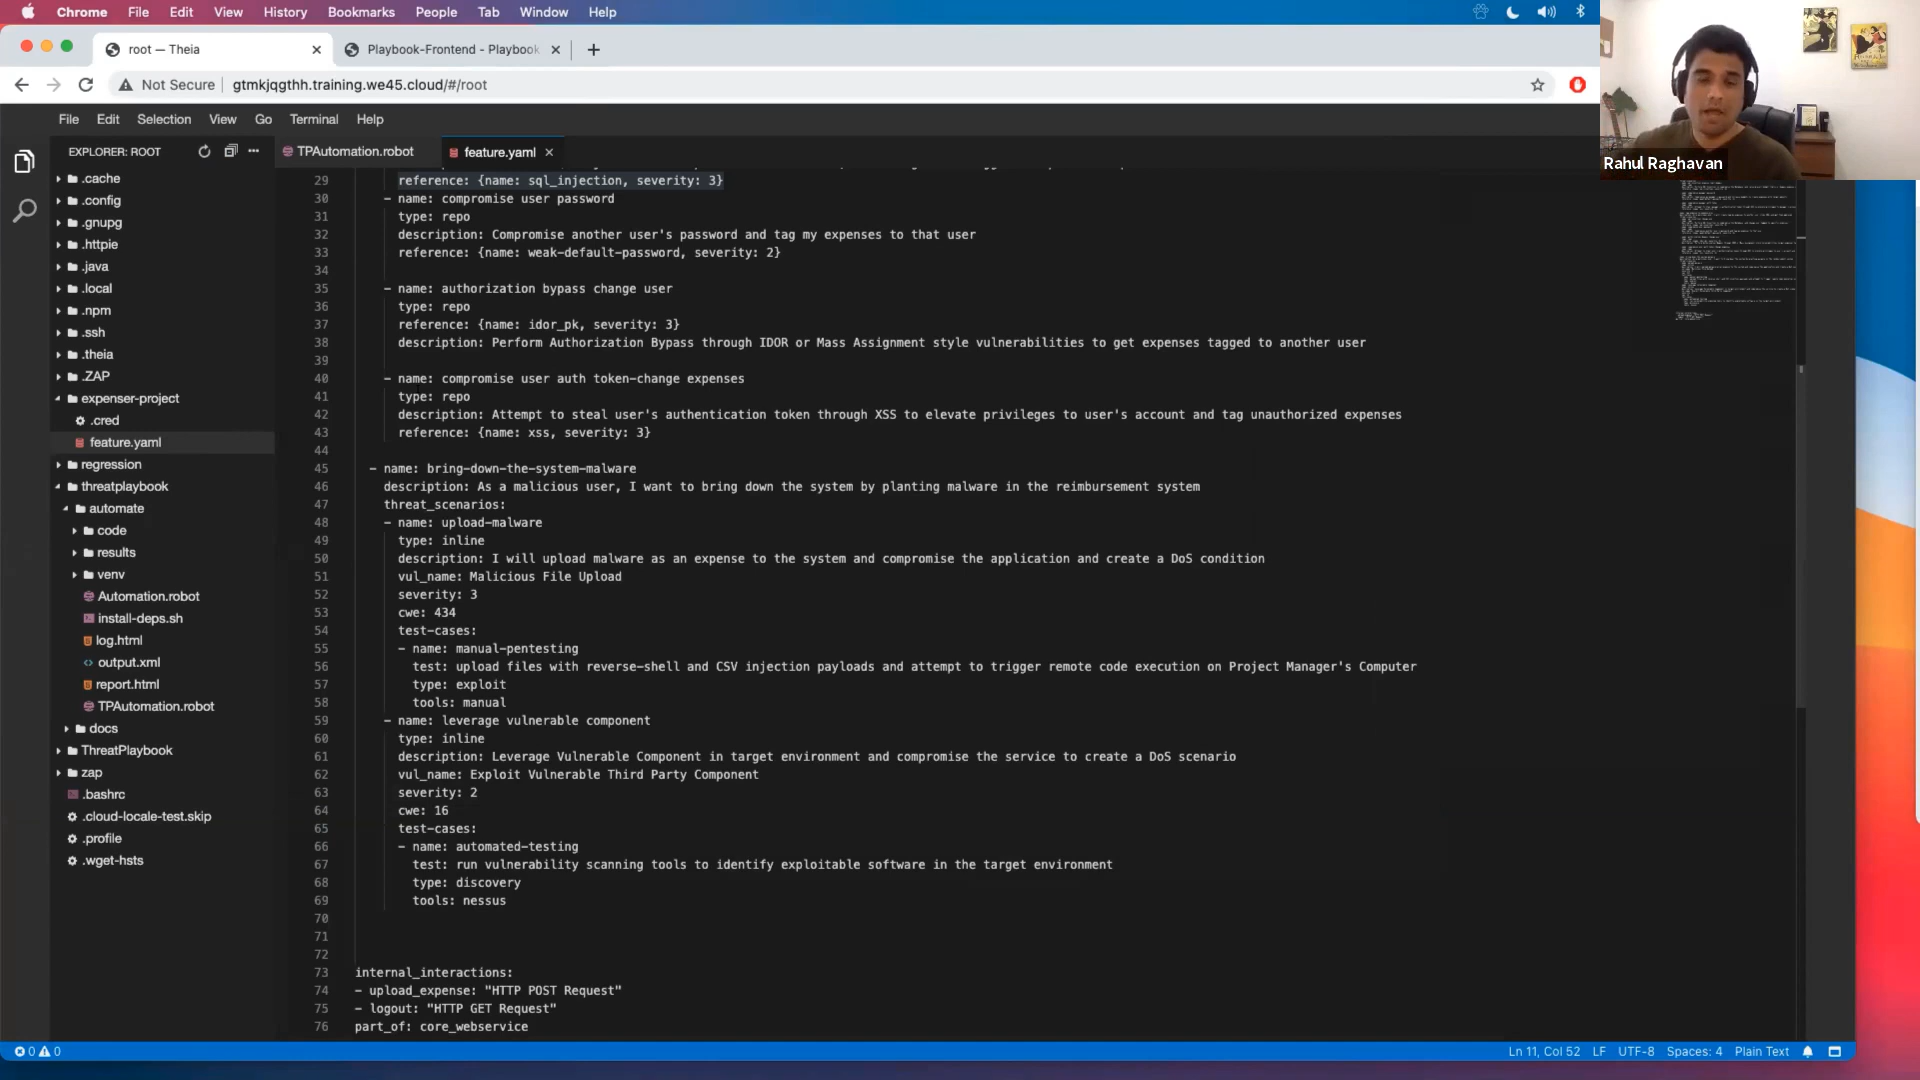 Chrome File Edit View History Bookmarks People Tab Window Help
root — Theia
Playbook-Frontend - Playbook
Not Secure
gtmkjqgthh.training.we45.cloud/#/root
Rahul Raghavan
File Edit Selection View Go Terminal Help
EXPLORER: ROOT
.cache
.config
.gnupg
.httpie
.java
.local
.npm
.ssh
.theia
.ZAP
expenser-project
.cred
feature.yaml
regression
threatplaybook
automate
code
results
venv
Automation.robot
install-deps.sh
log.html
output.xml
report.html
TPAutomation.robot
docs
ThreatPlaybook
zap
.bashrc
.cloud-locale-test.skip
.profile
.wget-hsts
TPAutomation.robot
feature.yaml
29 reference: {name: sql_injection, severity: 3}
30 - name: compromise user password
31 type: repo
32 description: Compromise another user's password and tag my expenses to that user
33 reference: {name: weak-default-password, severity: 2}
34
35 - name: authorization bypass change user
36 type: repo
37 reference: {name: idor_pk, severity: 3}
38 description: Perform Authorization Bypass through IDOR or Mass Assignment style vulnerabilities to get expenses tagged to another user
39
40 - name: compromise user auth token-change expenses
41 type: repo
42 description: Attempt to steal user's authentication token through XSS to elevate privileges to user's account and tag unauthorized expenses
43 reference: {name: xss, severity: 3}
44
45 - name: bring-down-the-system-malware
46 description: As a malicious user, I want to bring down the system by planting malware in the reimbursement system
47 threat_scenarios:
48 - name: upload-malware
49 type: inline
50 description: I will upload malware as an expense to the system and compromise the application and create a DoS condition
51 vul_name: Malicious File Upload
52 severity: 3
53 cwe: 434
54 test-cases:
55 - name: manual-pentesting
56 test: upload files with reverse-shell and CSV injection payloads and attempt to trigger remote code execution on Project Manager's Computer
57 type: exploit
58 tools: manual
59 - name: leverage vulnerable component
60 type: inline
61 description: Leverage Vulnerable Component in target environment and compromise the service to create a DoS scenario
62 vul_name: Exploit Vulnerable Third Party Component
63 severity: 2
64 cwe: 16
65 test-cases:
66 - name: automated-testing
67 test: run vulnerability scanning tools to identify exploitable software in the target environment
68 type: discovery
69 tools: nessus
70
71
72
73 internal_interactions:
74 - upload_expense: "HTTP POST Request"
75 - logout: "HTTP GET Request"
76 part_of: core_webservice
0 0
Ln 11, Col 52 LF UTF-8 Spaces: 4 Plain Text